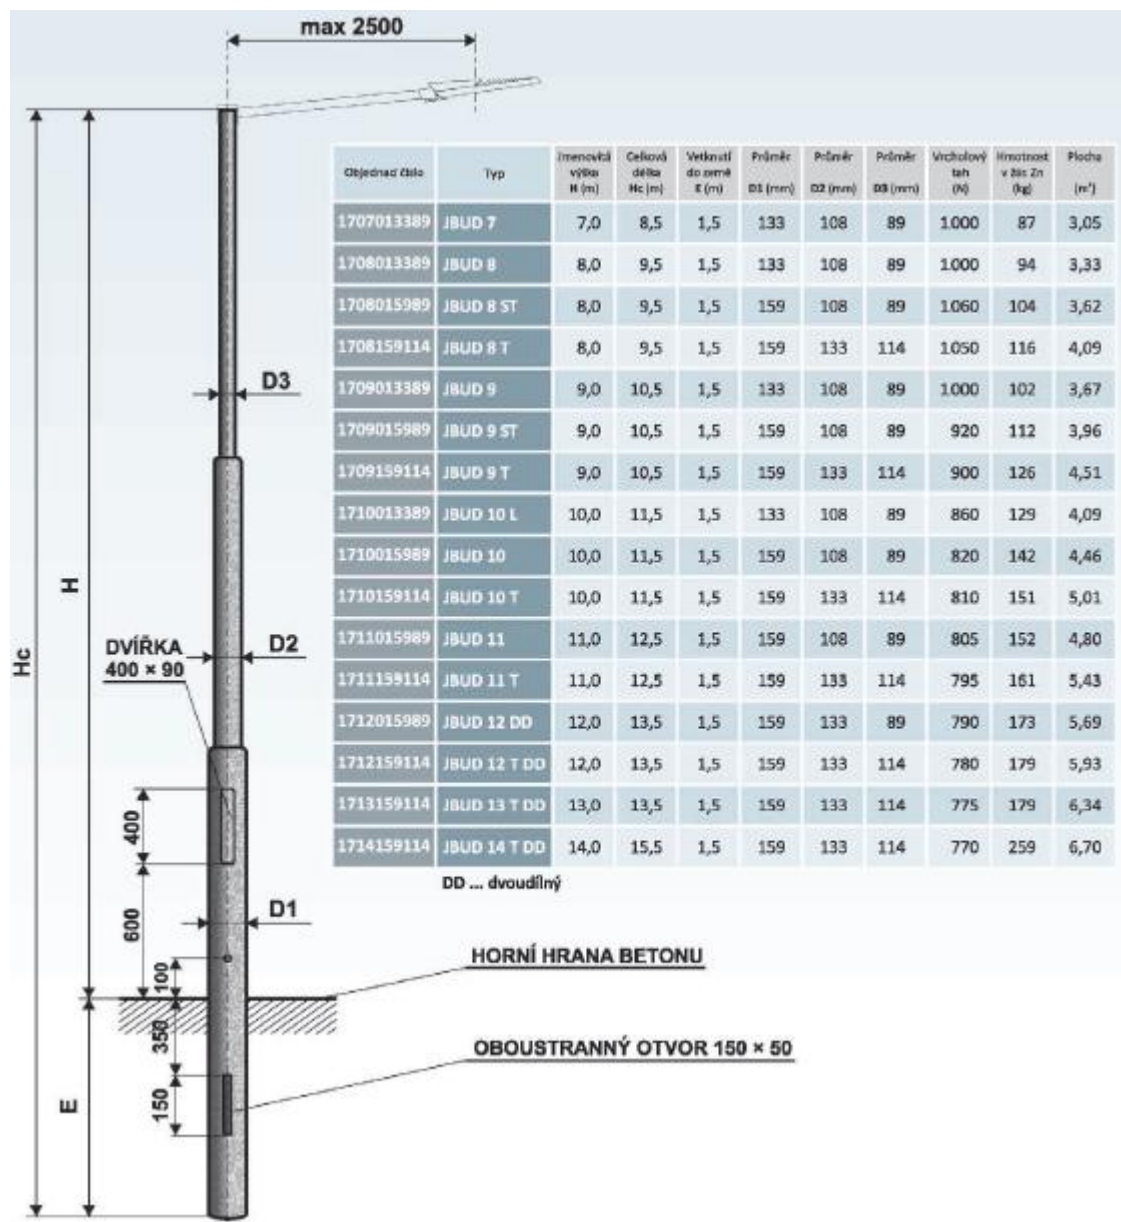 max 2500
Objednací číslo Typ Jmenovitá výška H (m) Celková délka Hc (m) Vetknutí do země E (m) Průměr D1 (mm) Průměr D2 (mm) Průměr D3 (mm) Vrcholový tah (N) Hmotnost v žár. Zn (kg) Plocha (m²)
1707013389 JBUD 7 7,0 8,5 1,5 133 108 89 1.000 87 3,05
1708013389 JBUD 8 8,0 9,5 1,5 133 108 89 1.000 94 3,33
1708015989 JBUD 8 ST 8,0 9,5 1,5 159 108 89 1.060 104 3,62
1708159114 JBUD 8 T 8,0 9,5 1,5 159 133 114 1.050 116 4,09
1709013389 JBUD 9 9,0 10,5 1,5 133 108 89 1.000 102 3,67
1709015989 JBUD 9 ST 9,0 10,5 1,5 159 108 89 920 112 3,96
1709159114 JBUD 9 T 9,0 10,5 1,5 159 133 114 900 126 4,51
1710013389 JBUD 10 L 10,0 11,5 1,5 133 108 89 860 129 4,09
1710015989 JBUD 10 10,0 11,5 1,5 159 108 89 820 142 4,46
1710159114 JBUD 10 T 10,0 11,5 1,5 159 133 114 810 151 5,01
1711015989 JBUD 11 11,0 12,5 1,5 159 108 89 805 152 4,80
1711159114 JBUD 11 T 11,0 12,5 1,5 159 133 114 795 161 5,43
1712015989 JBUD 12 DD 12,0 13,5 1,5 159 133 89 790 173 5,69
1712159114 JBUD 12 T DD 12,0 13,5 1,5 159 133 114 780 179 5,93
1713159114 JBUD 13 T DD 13,0 13,5 1,5 159 133 114 775 179 6,34
1714159114 JBUD 14 T DD 14,0 15,5 1,5 159 133 114 770 259 6,70
DD ... dvoudílný
D3
H
Hc
DVÍŘKA
400 × 90
D2
400
600
D1
100
HORNÍ HRANA BETONU
350
OBOUSTRANNÝ OTVOR 150 × 50
150
E